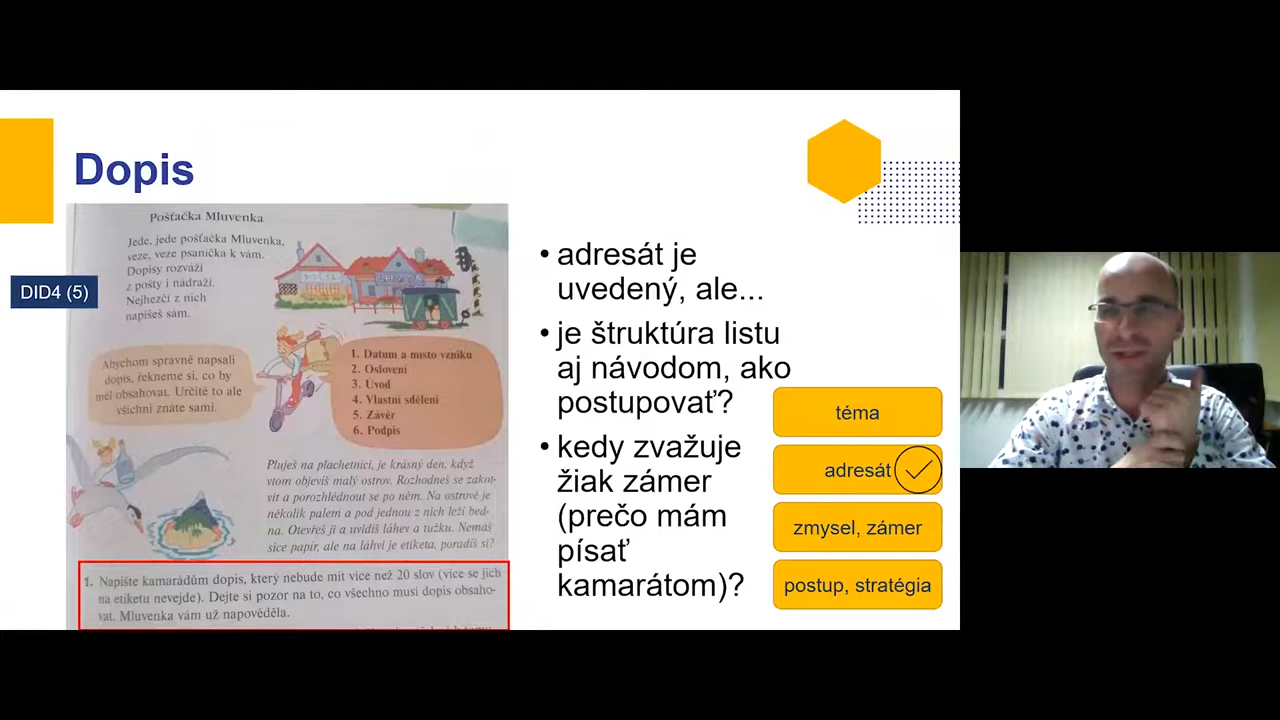 Dopis
DID4 (5)
Pošťačka Mluvenka
Jede, jede pošťačka Mluvenka,
veze, veze psaníčka k vám.
Dopisy rozváží
z pošty i nádraží.
Nejhezčí z nich
napíšeš sám.
Abychom správně napsali
dopis, řekneme si, co by
měl obsahovat. Určitě to ale
všichni znáte sami.
1. Datum a místo vzniku
2. Oslovení
3. Úvod
4. Vlastní sdělení
5. Závěr
6. Podpis
Pluješ na plachetnici, je krásný den, když
vtom objevíš malý ostrov. Rozhodneš se zakot-
vit a porozhlédnout se po něm. Na ostrově je
několik palem a pod jednou z nich leží bed-
na. Otevřeš ji a uvidíš láhev a tužku. Nemáš
sice papír, ale na láhvi je etiketa, poradíš si?
1. Napište kamarádům dopis, který nebude mít více než 20 slov (více se jich
na etiketu nevejde). Dejte si pozor na to, co všechno musí dopis obsaho-
vat. Mluvenka vám už napověděla.
• adresát je
uvedený, ale...
• je štruktúra listu
aj návodom, ako
postupovať?
• kedy zvažuje
žiak zámer
(prečo mám
písať
kamarátom)?
téma
adresát
zmysel, zámer
postup, stratégia